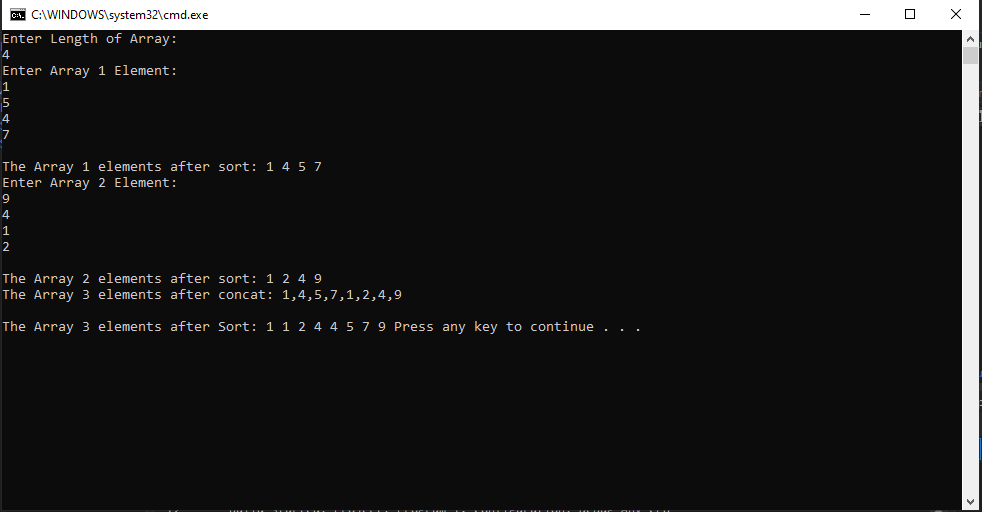 C:\WINDOWS\system32\cmd.exe
Enter Length of Array:
4
Enter Array 1 Element:
1
5
4
7
The Array 1 elements after sort: 1 4 5 7
Enter Array 2 Element:
9
4
1
2
The Array 2 elements after sort: 1 2 4 9
The Array 3 elements after concat: 1,4,5,7,1,2,4,9
The Array 3 elements after Sort: 1 1 2 4 4 5 7 9 Press any key to continue . . .